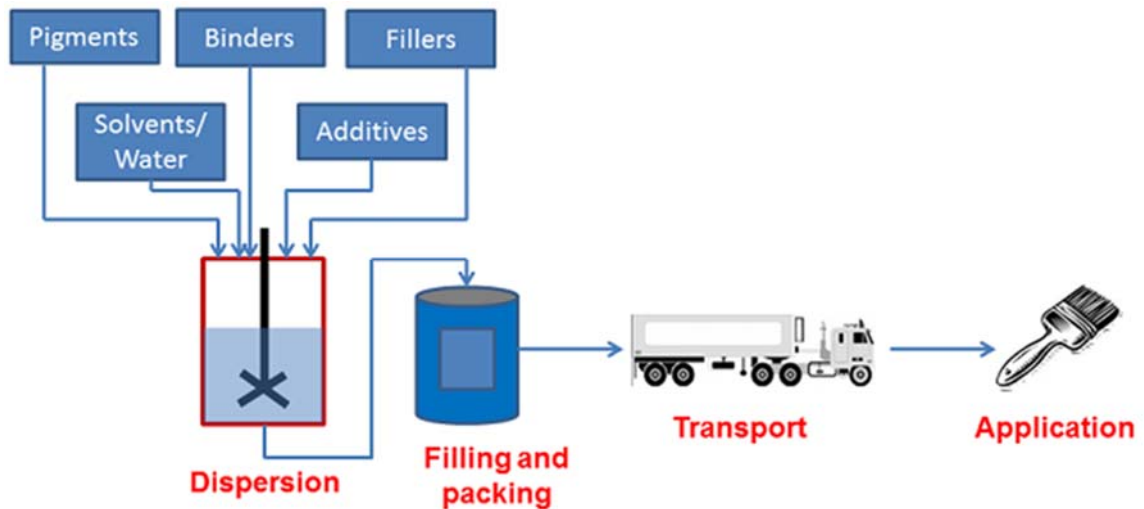 Pigments
Binders
Fillers
Solvents/
Water
Additives
Dispersion
Filling and
packing
Transport
Application